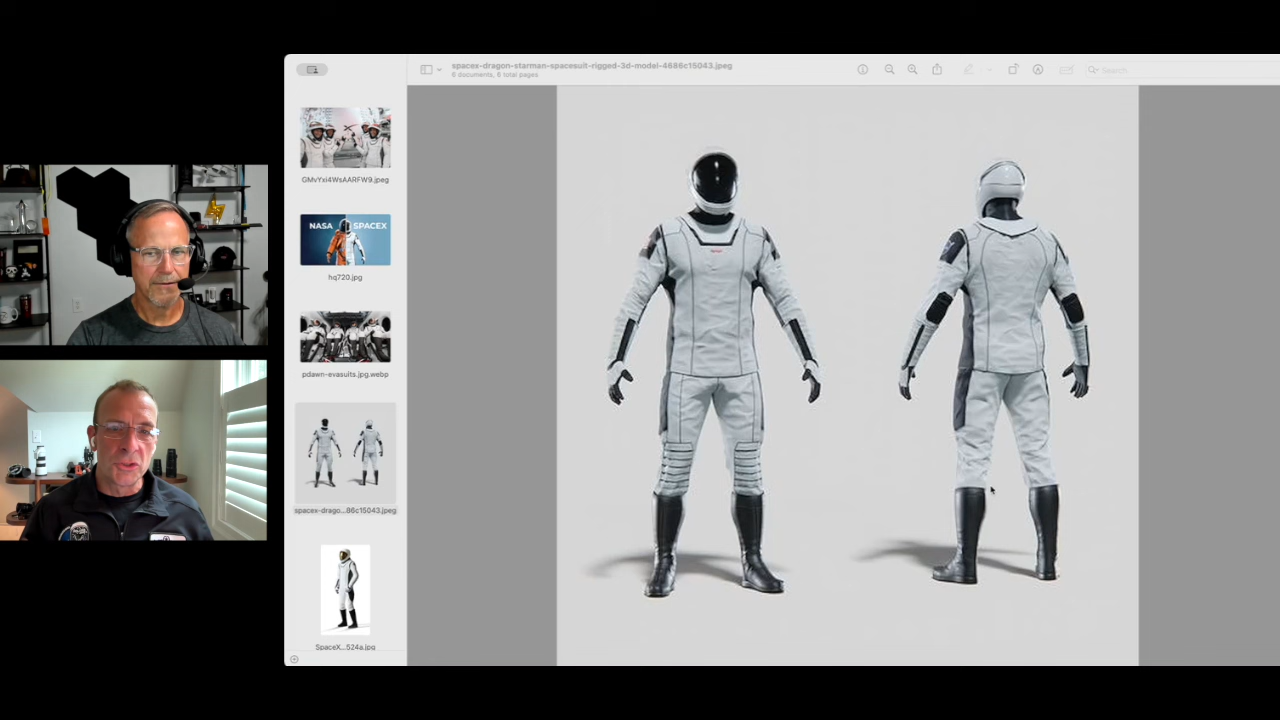 spacex-dragon-starman-spacesuit-rigged-3d-model-4686c15043.jpeg
6 documents, 6 total pages
Search
GMvYxi4WsAARFW9.jpeg
NASA SPACEX
hq720.jpg
pdawn-evasuits.jpg.webp
spacex-drago...86c15043.jpeg
SpaceX...524a.jpg